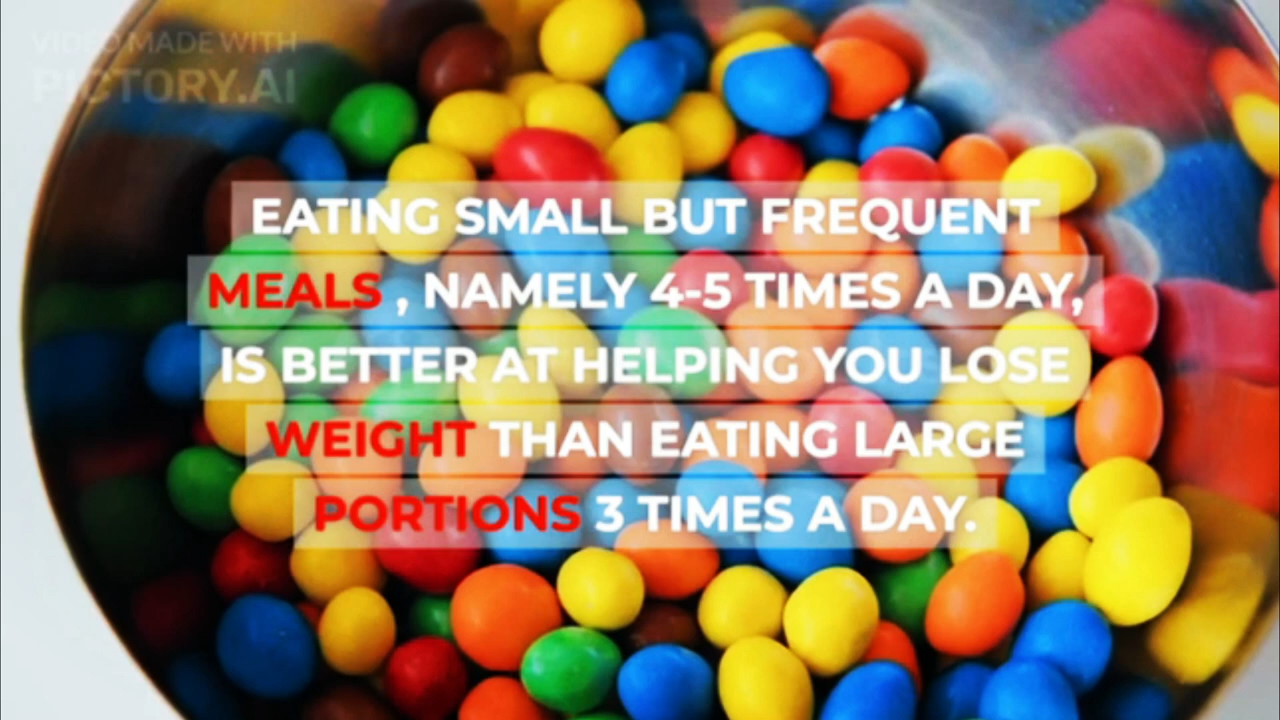 VIDEO MADE WITH
PICTORY.AI
EATING SMALL BUT FREQUENT
MEALS , NAMELY 4-5 TIMES A DAY,
IS BETTER AT HELPING YOU LOSE
WEIGHT THAN EATING LARGE
PORTIONS 3 TIMES A DAY.